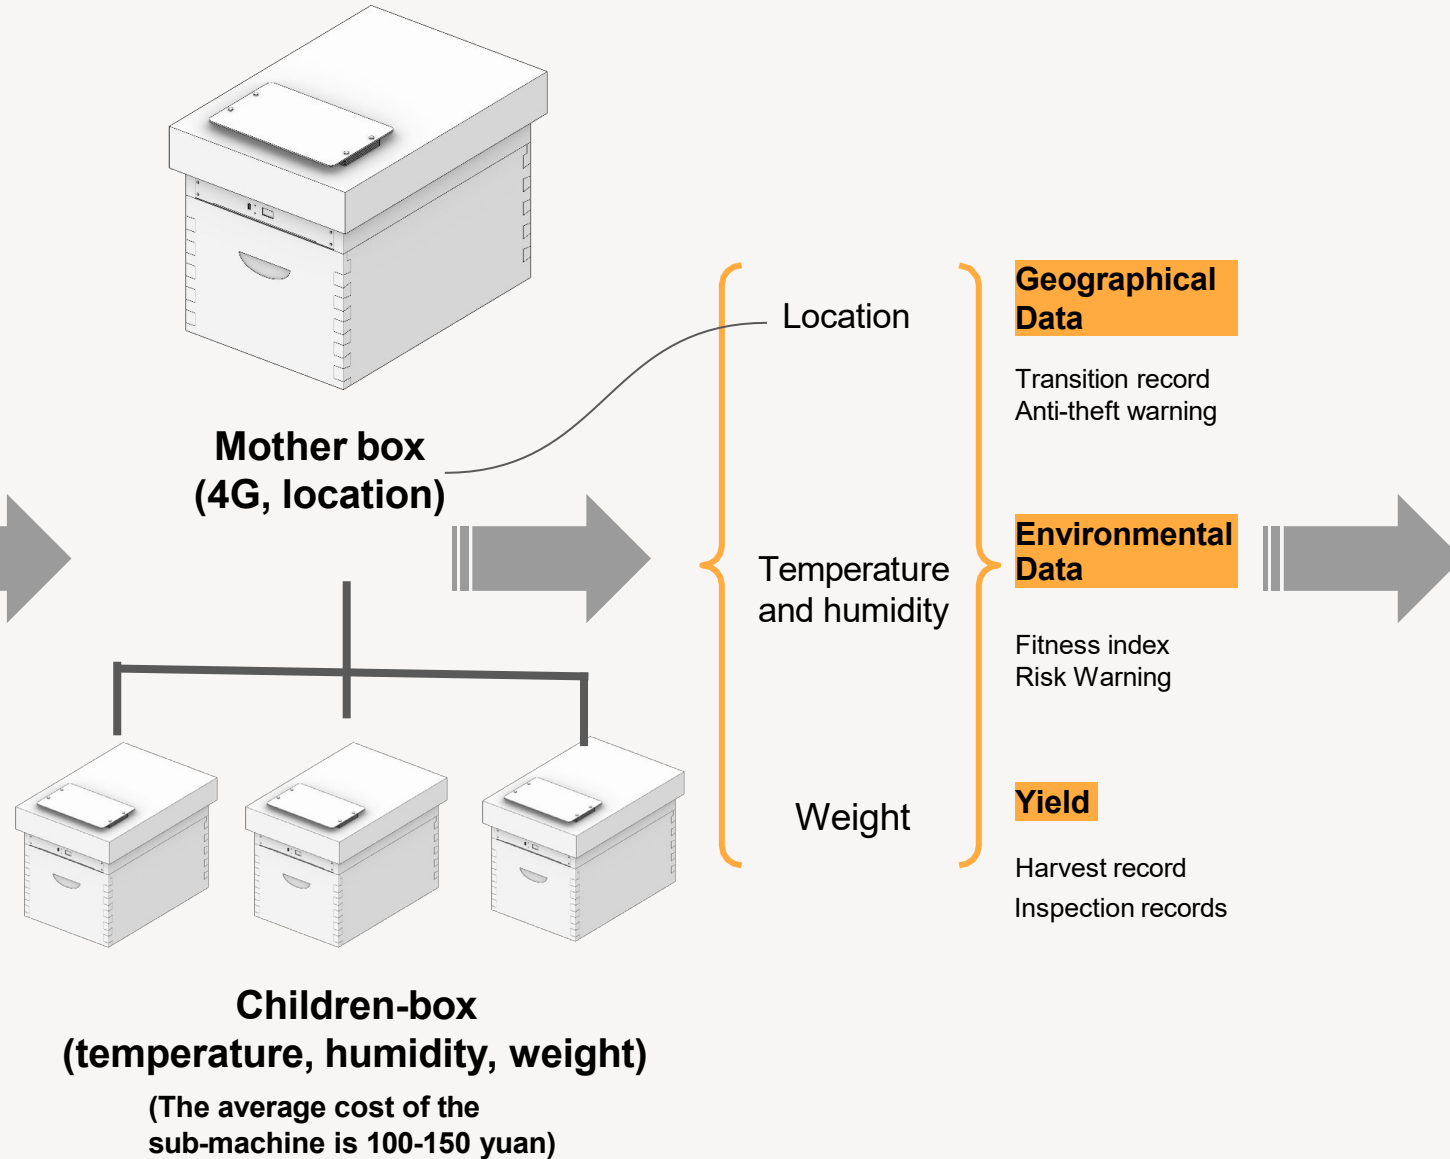 Mother box
(4G, location)
Children-box
(temperature, humidity, weight)
(The average cost of the
sub-machine is 100-150 yuan)
Location
Temperature
and humidity
Weight
Geographical
Data
Transition record
Anti-theft warning
Environmental
Data
Fitness index
Risk Warning
Yield
Harvest record
Inspection records